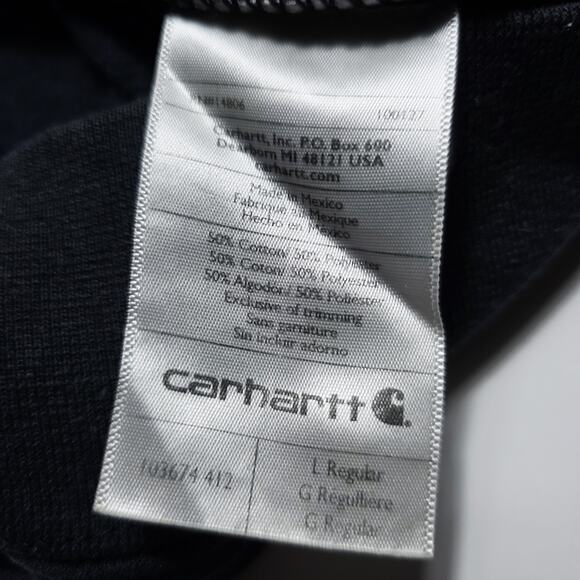 RN#14806 100127
Carhartt, Inc. P.O. Box 600
Dearborn MI 48121 USA
carhartt.com
Made in Mexico
Fabriqué au Mexique
Hecho en Mexico
50% Cotton/ 50% Polyester
50% Coton/ 50% Polyester
50% Algodor/ 50% Poliester
Exclusive of trimming
Sans garniture
Sin incluir adorno
carhartt
103674 412
L Regular
G Régulliere
G Regular